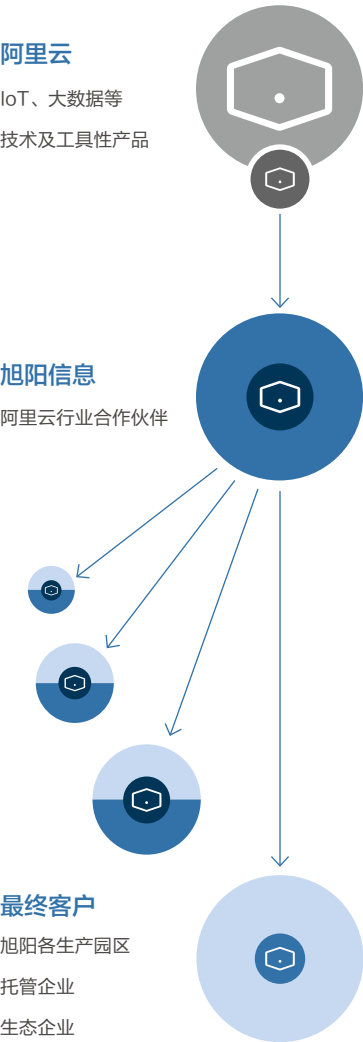 阿里云
IoT、大数据等
技术及工具性产品
旭阳信息
阿里云行业合作伙伴
最终客户
旭阳各生产园区
托管企业
生态企业